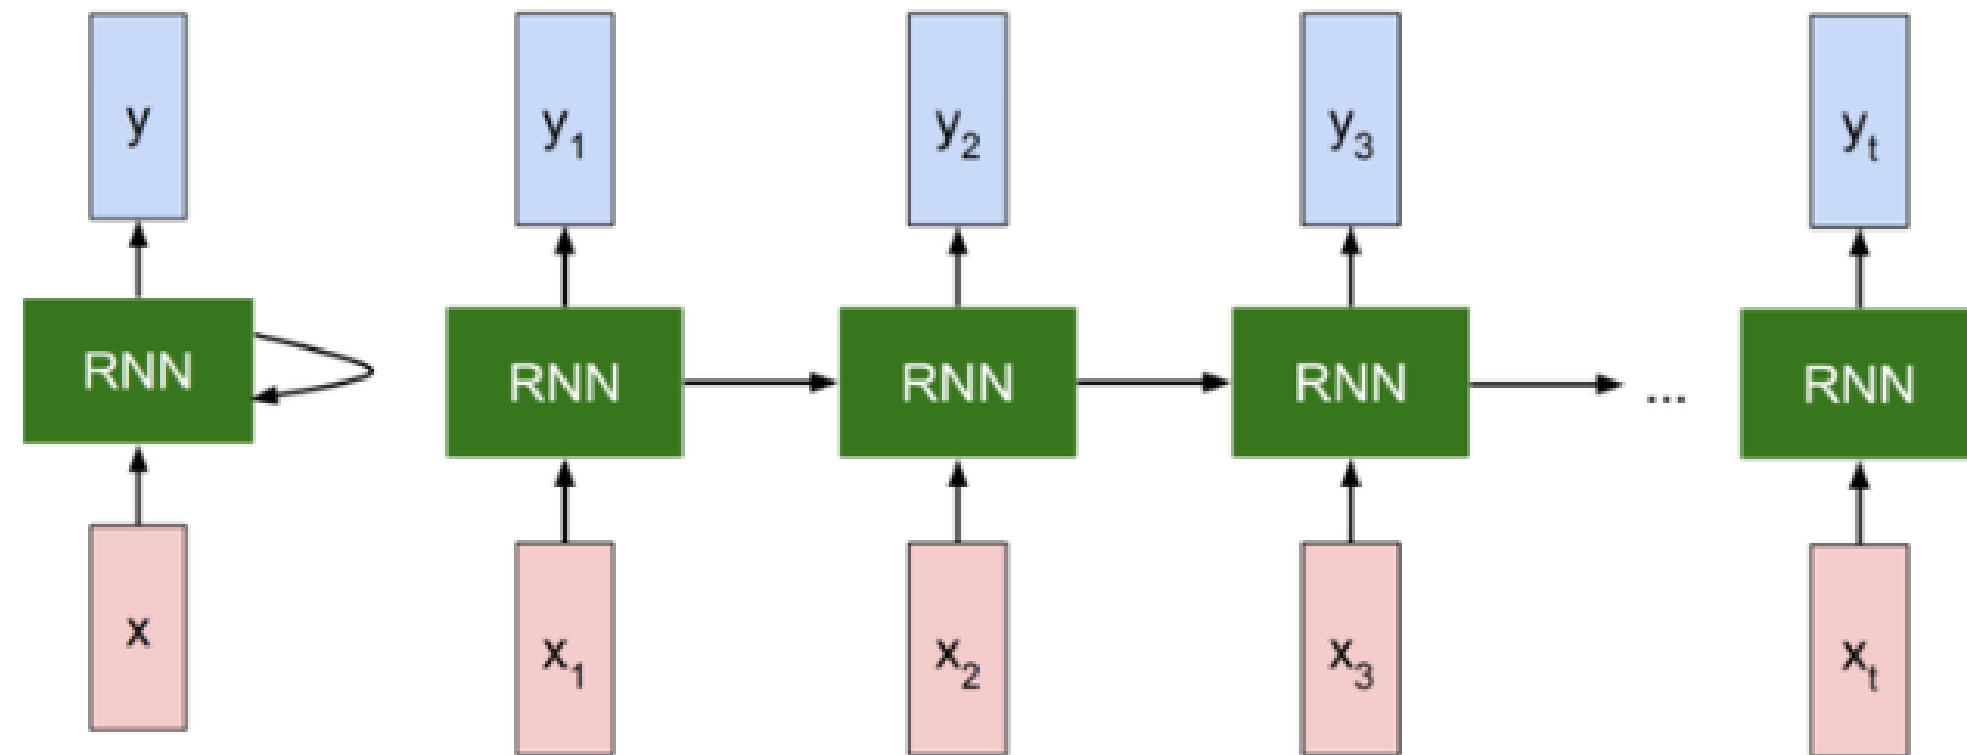 y
y₁
y₂
y₃
yₜ
RNN
RNN
RNN
RNN
...
RNN
x
x₁
x₂
x₃
xₜ